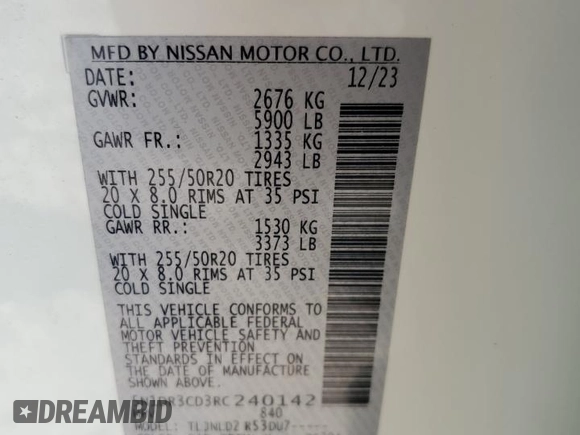 MFD BY NISSAN MOTOR CO., LTD.
DATE: 12/23
GVWR: 2676 KG
5900 LB
GAWR FR.: 1335 KG
2943 LB
WITH 255/50R20 TIRES
20 X 8.0 RIMS AT 35 PSI
COLD SINGLE
GAWR RR.: 1530 KG
3373 LB
WITH 255/50R20 TIRES
20 X 8.0 RIMS AT 35 PSI
COLD SINGLE
THIS VEHICLE CONFORMS TO
ALL APPLICABLE FEDERAL
MOTOR VEHICLE SAFETY AND
THEFT PREVENTION
STANDARDS IN EFFECT ON
THE DATE OF MANUFACTURE
SHOWN ABOVE.
5N1DR3CD3RC240142
840
MODEL:
DREAMBID